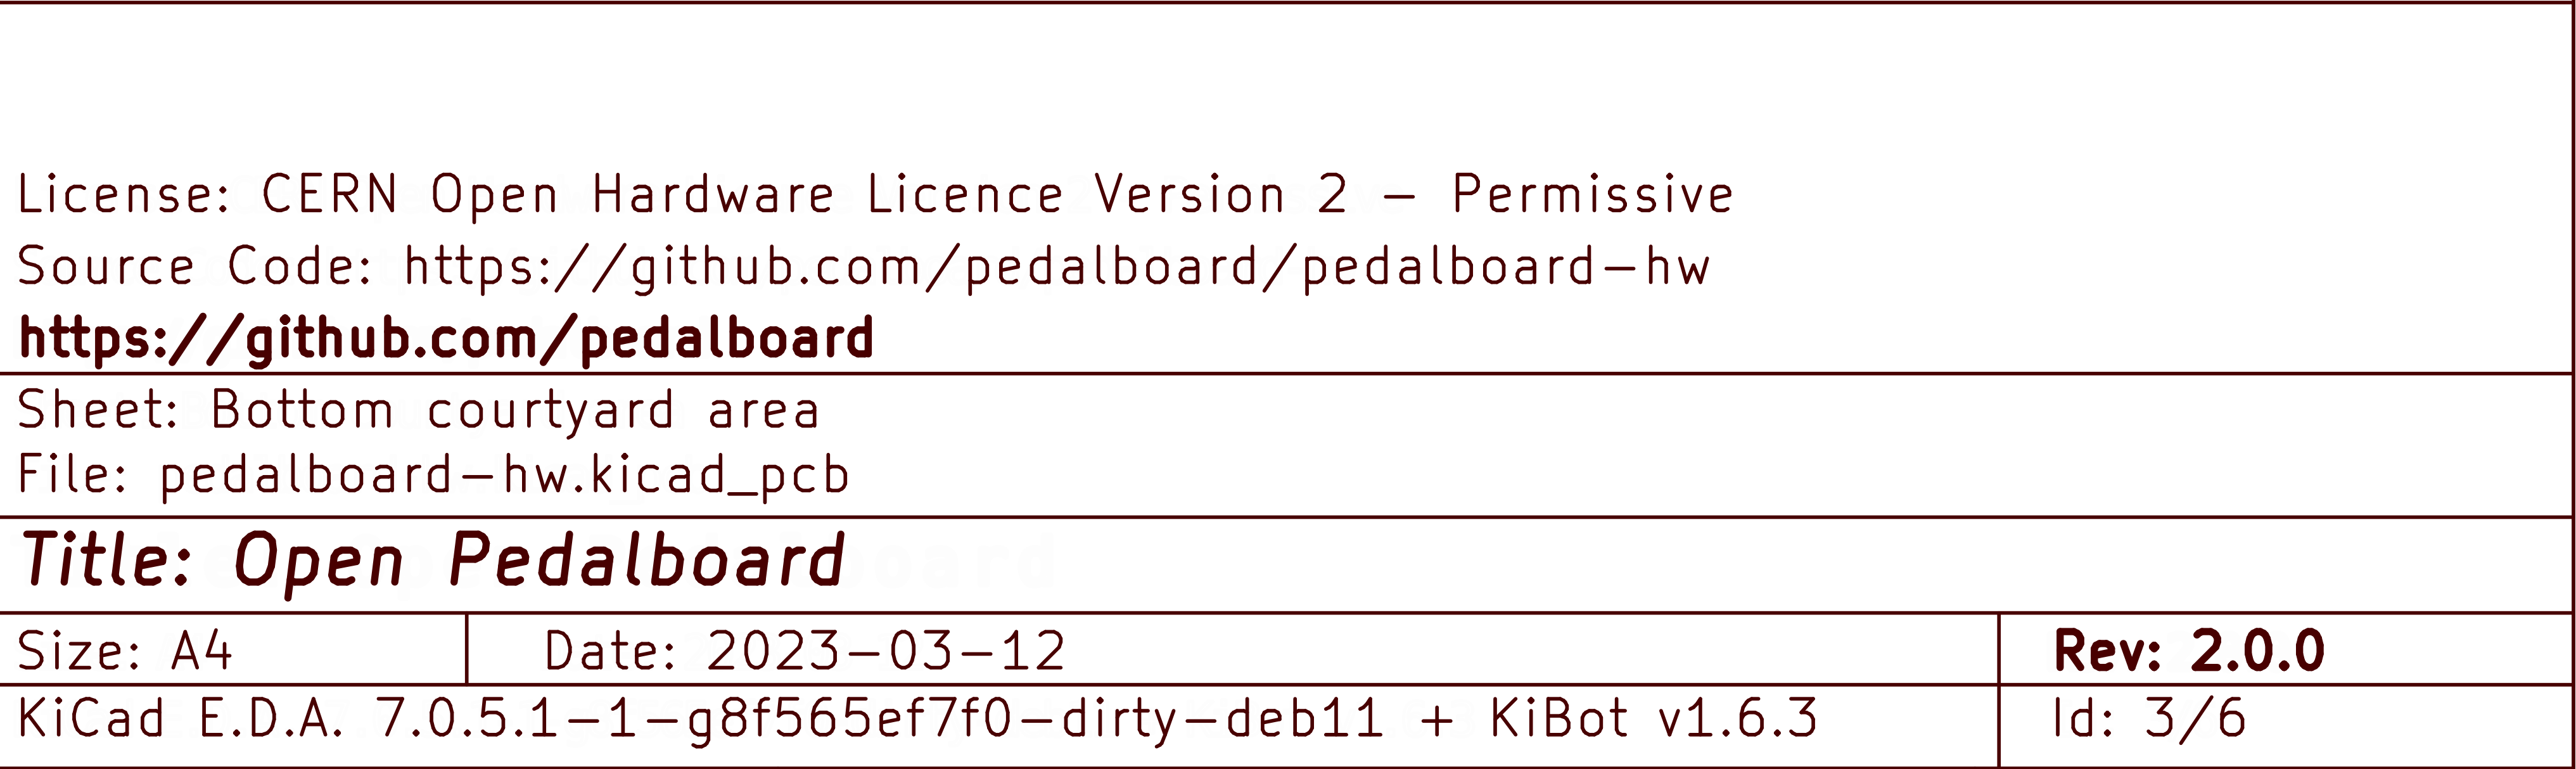 License: CERN Open Hardware Licence Version 2 - Permissive
Source Code: https://github.com/pedalboard/pedalboard-hw
https://github.com/pedalboard
Sheet: Bottom courtyard area
File: pedalboard-hw.kicad_pcb
Title: Open Pedalboard
Size: A4 Date: 2023-03-12 Rev: 2.0.0
KiCad E.D.A. 7.0.5.1-1-g8f565ef7f0-dirty-deb11 + KiBot v1.6.3 Id: 3/6